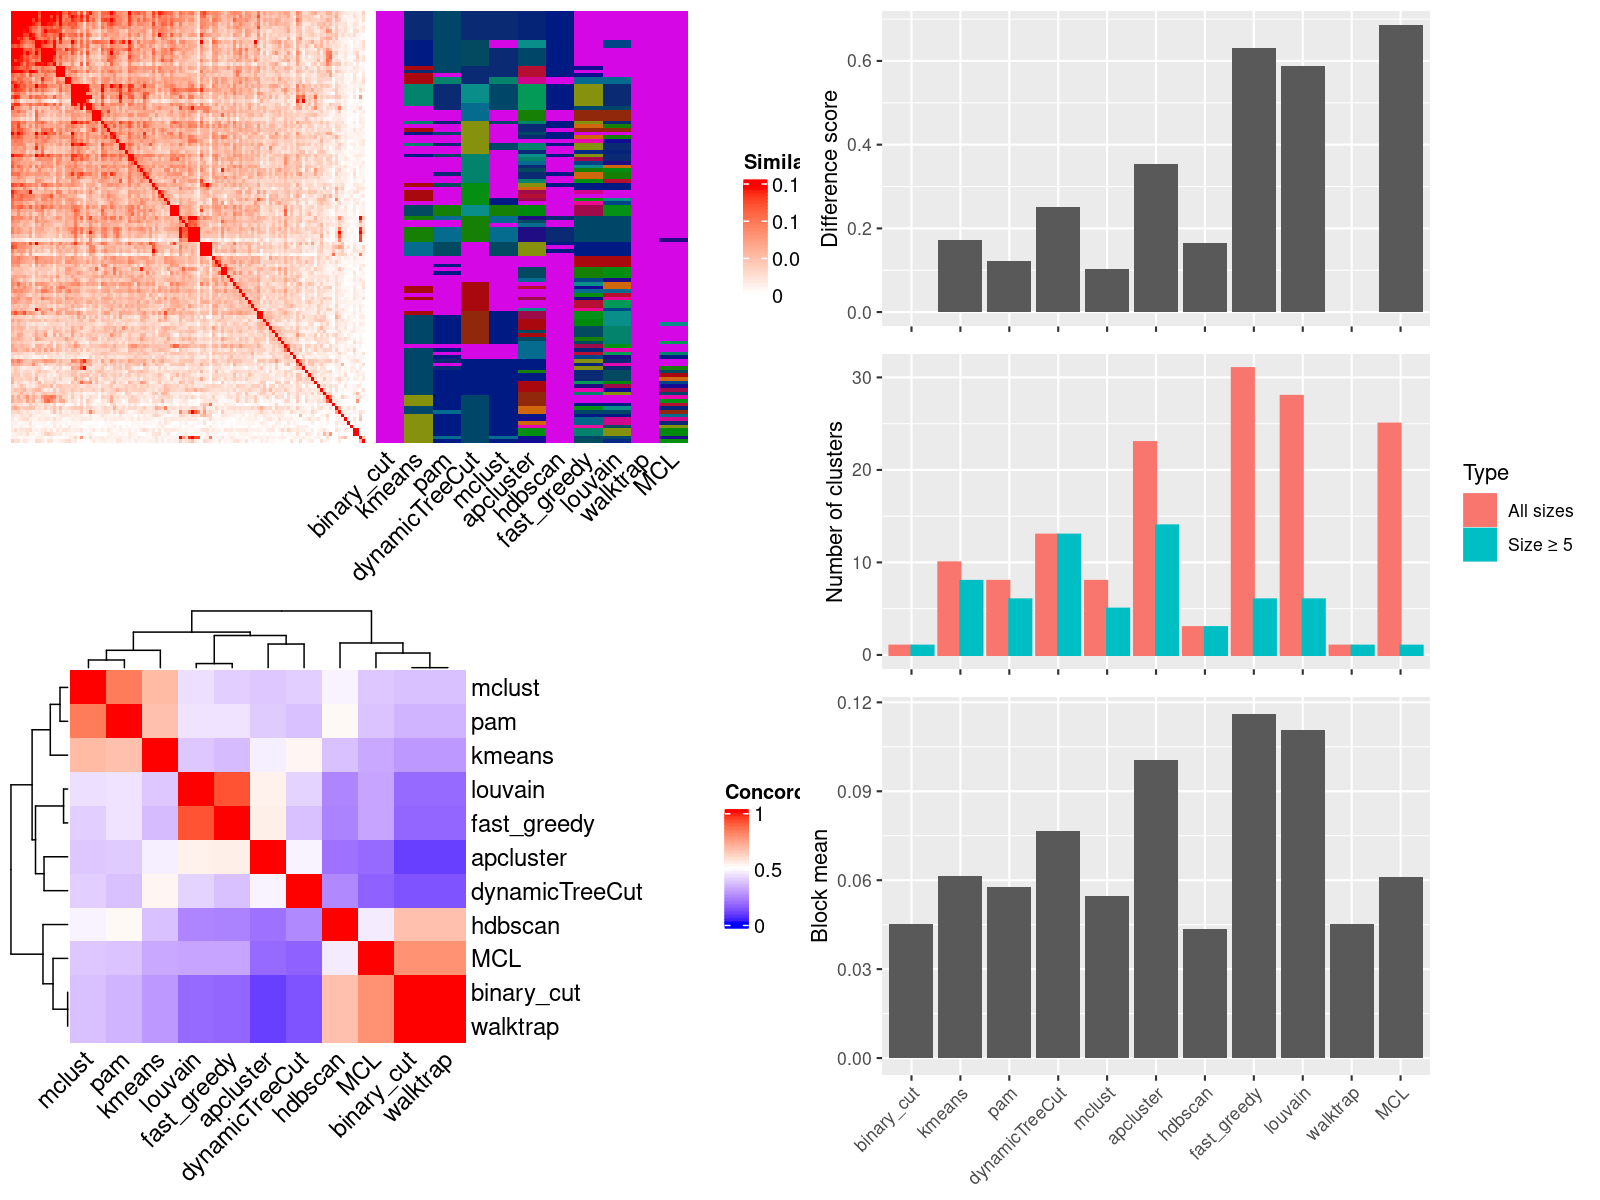 Simila
0.1
0.1
0.0
0
binary_cut
kmeans
pam
dynamicTreeCut
mclust
apcluster
hdbscan
fast_greedy
louvain
walktrap
MCL
mclust
pam
kmeans
louvain
fast_greedy
apcluster
dynamicTreeCut
hdbscan
MCL
binary_cut
walktrap
mclust
pam
kmeans
louvain
fast_greedy
apcluster
dynamicTreeCut
hdbscan
MCL
binary_cut
walktrap
Concord
1
0.5
0
Difference score
0.6
0.4
0.2
0.0
Number of clusters
30
20
10
0
Type
All sizes
Size ≥ 5
Block mean
0.12
0.09
0.06
0.03
0.00
binary_cut
kmeans
pam
dynamicTreeCut
mclust
apcluster
hdbscan
fast_greedy
louvain
walktrap
MCL